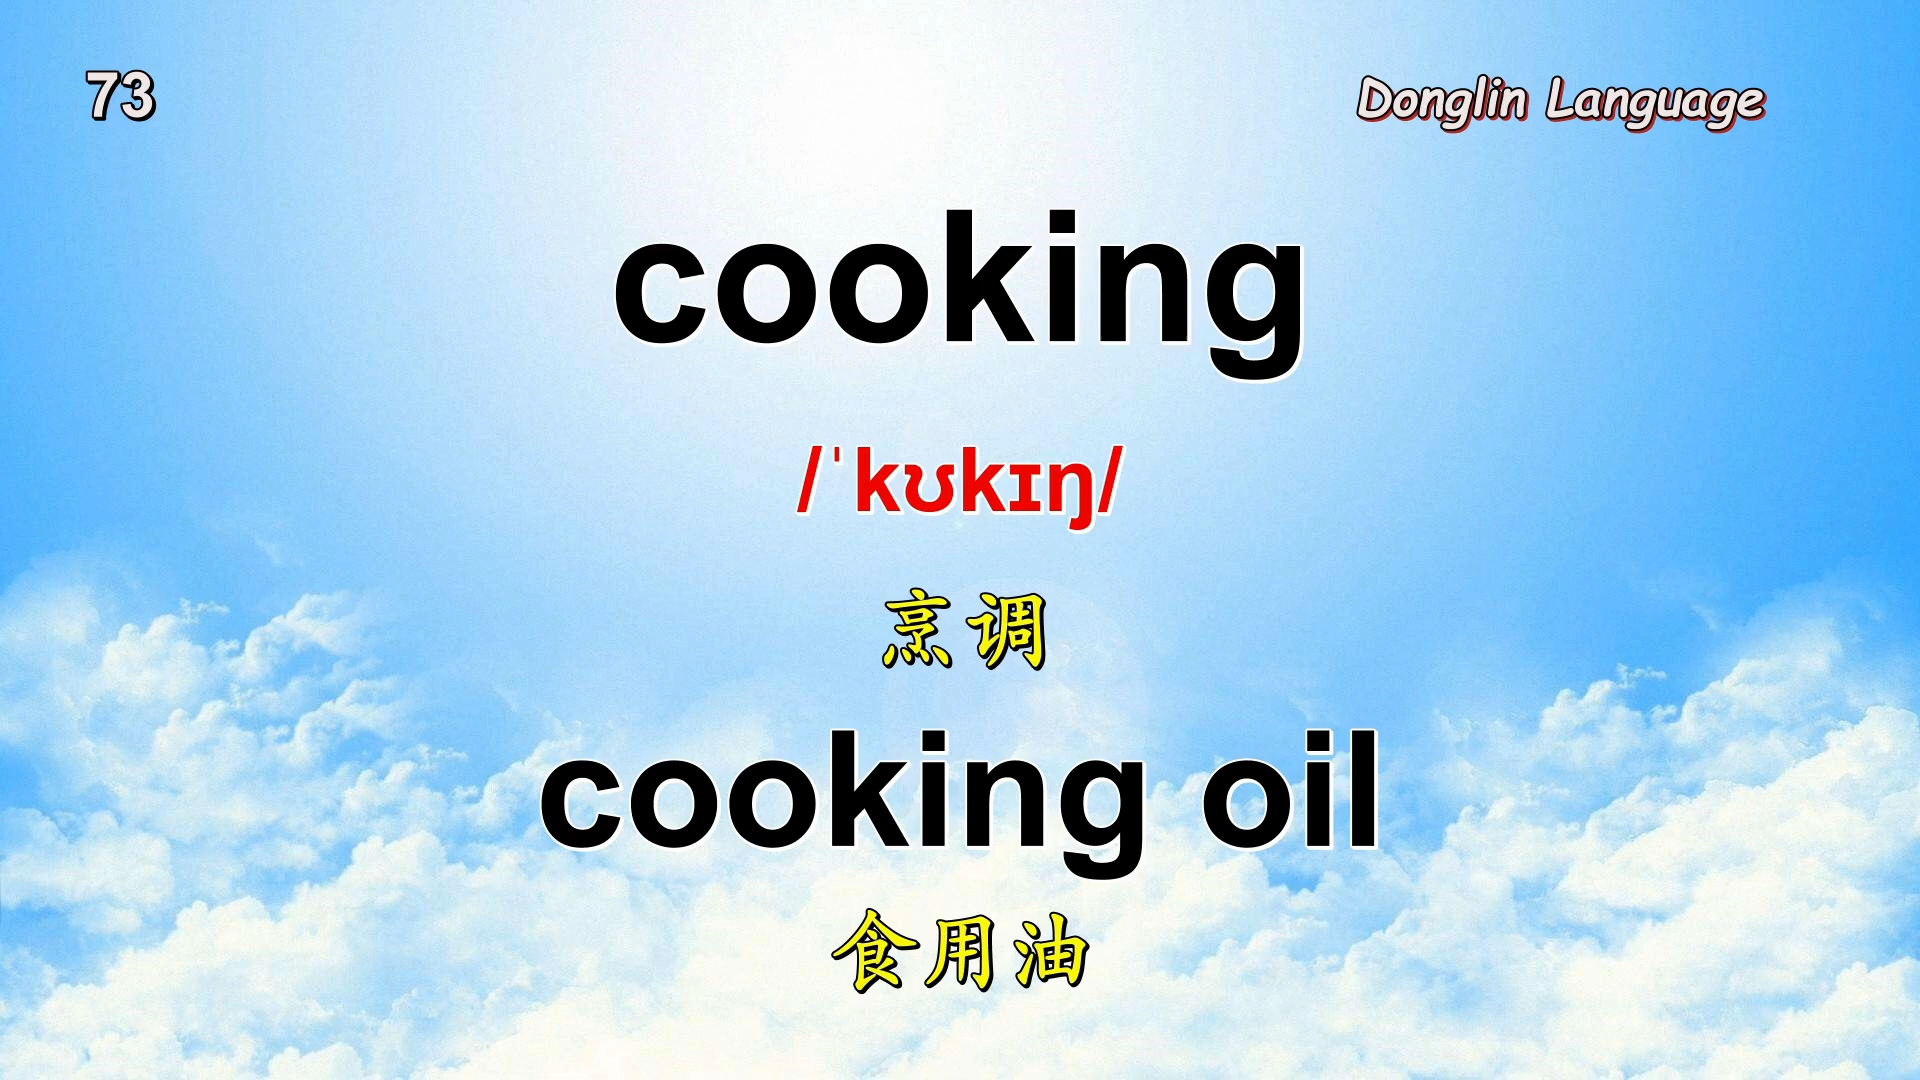 73
Donglin Language
cooking
/ˈkʊkɪŋ/
烹调
cooking oil
食用油